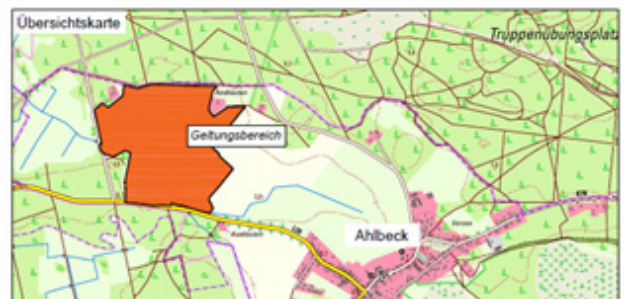 Übersichtskarte
Truppenübungsplatz
Geltungsbereich
Ahlbeck